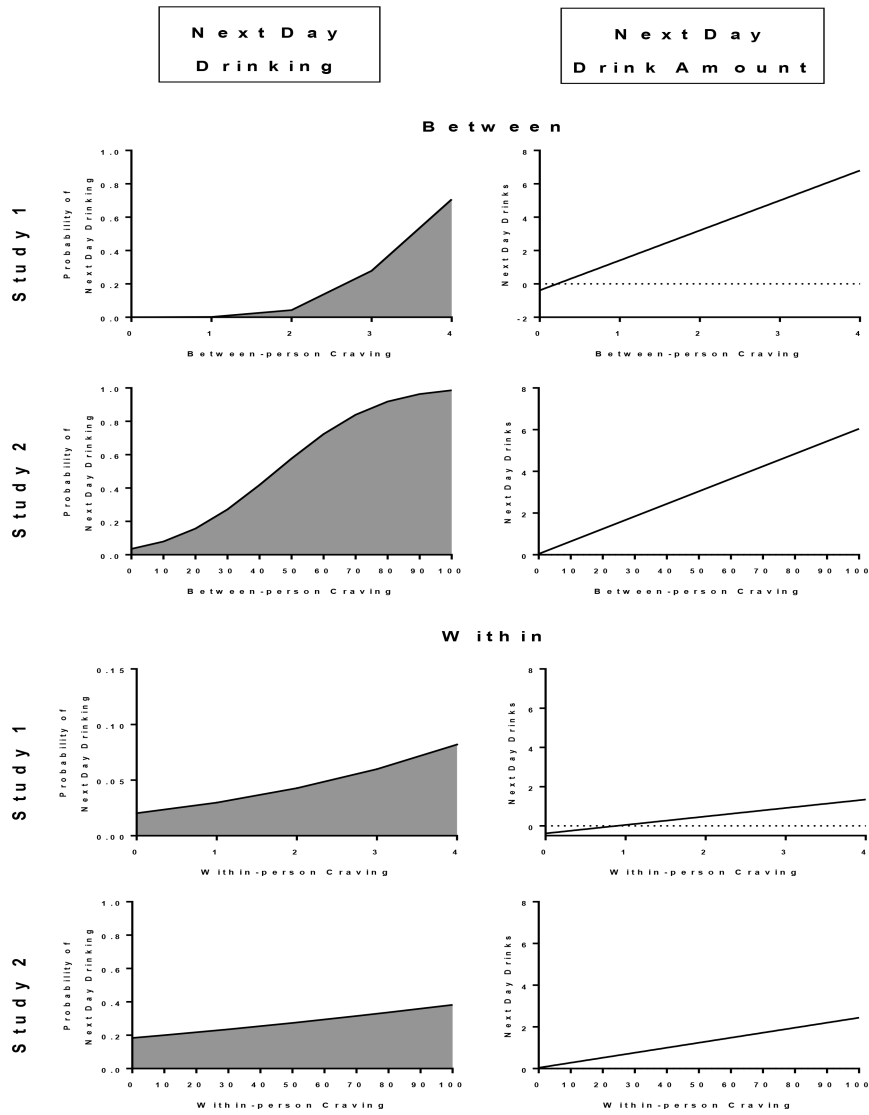 Next Day
Drinking
Next Day
Drink Amount
Between
Study 1
Probability of
Next Day Drinking
1.0
0.8
0.6
0.4
0.2
0.0
0 1 2 3 4
Between-person Craving
Next Day Drinks
8
6
4
2
0
-2
0 1 2 3 4
Between-person Craving
Study 2
Probability of
Next Day Drinking
1.0
0.8
0.6
0.4
0.2
0.0
0 10 20 30 40 50 60 70 80 90 100
Between-person Craving
Next Day Drinks
8
6
4
2
0
0 10 20 30 40 50 60 70 80 90 100
Between-person Craving
Within
Study 1
Probability of
Next Day Drinking
0.15
0.10
0.05
0.00
0 1 2 3 4
Within-person Craving
Next Day Drinks
8
6
4
2
0
0 1 2 3 4
Within-person Craving
Study 2
Probability of
Next Day Drinking
1.0
0.8
0.6
0.4
0.2
0.0
0 10 20 30 40 50 60 70 80 90 100
Within-person Craving
Next Day Drinks
8
6
4
2
0
0 10 20 30 40 50 60 70 80 90 100
Within-person Craving